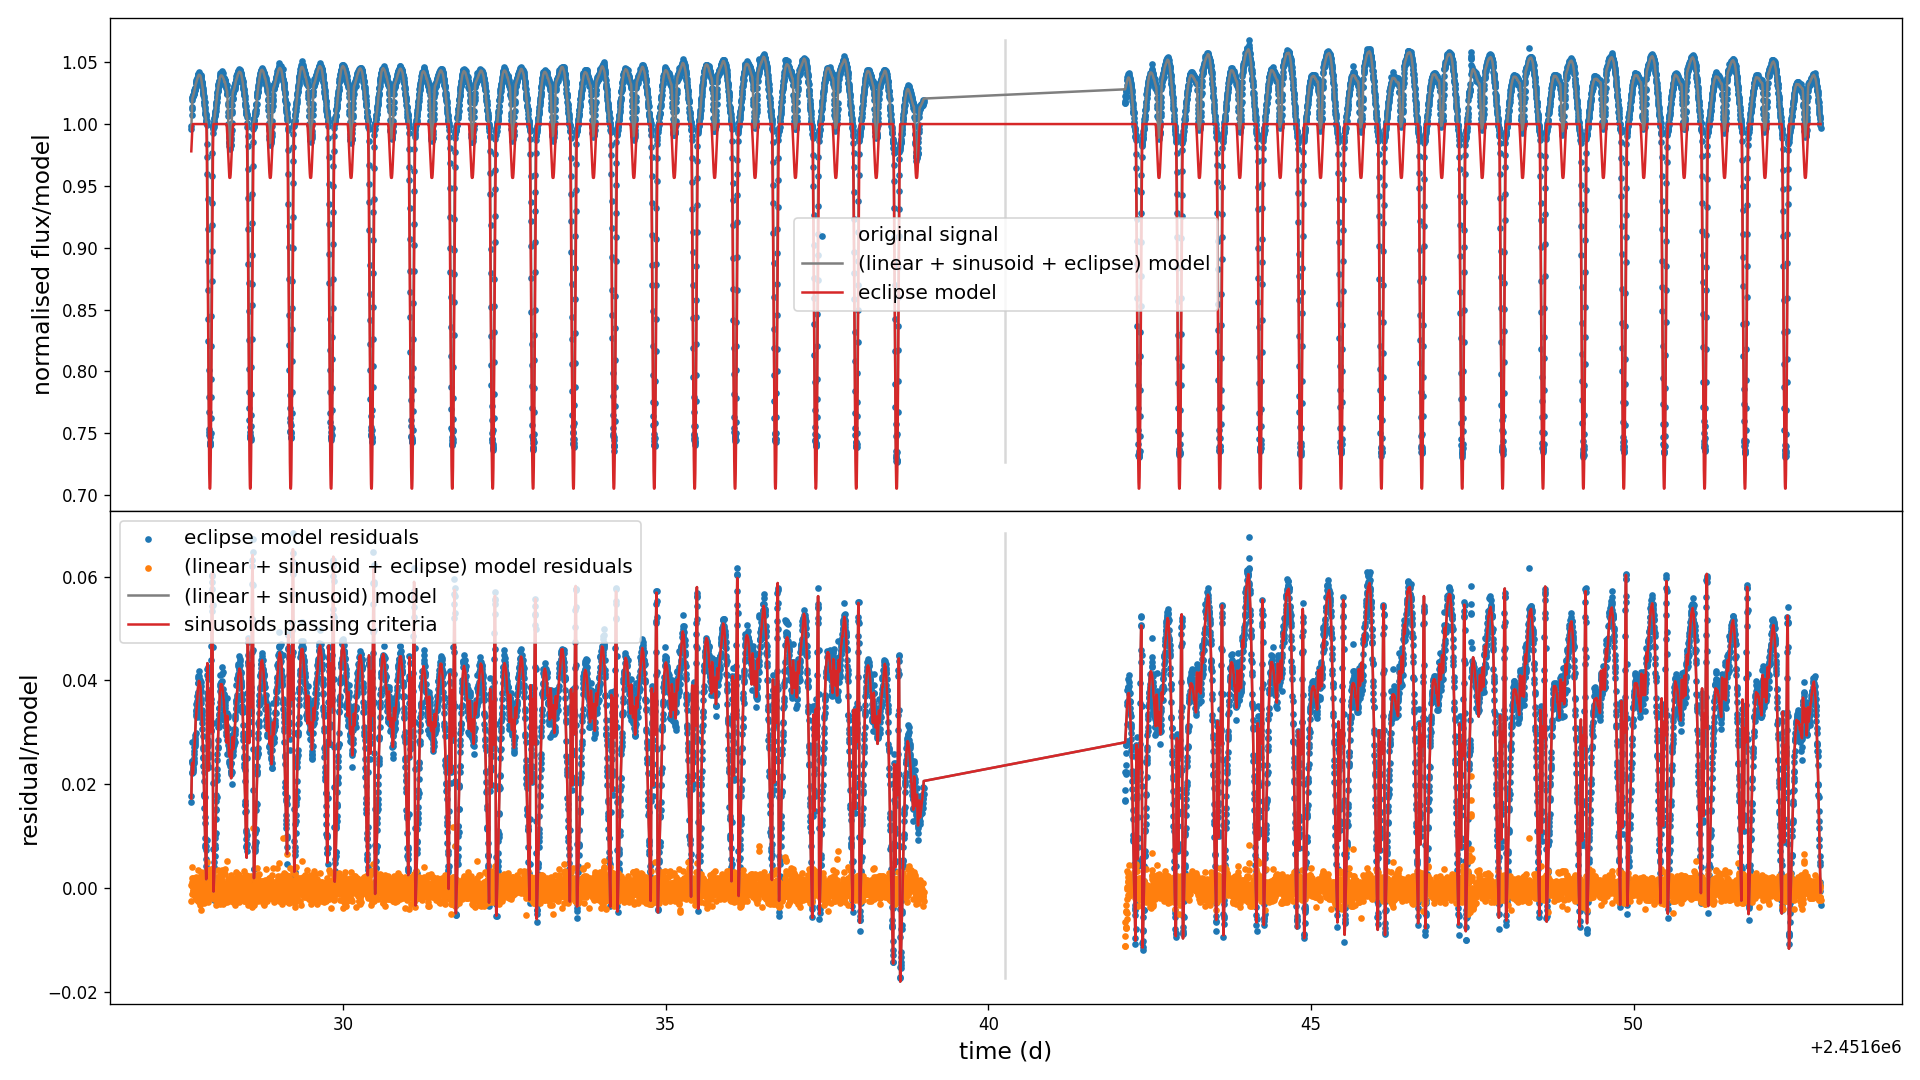 1.05
1.00
0.95
0.90
0.85
0.80
0.75
0.70
normalised flux/model
original signal
(linear + sinusoid + eclipse) model
eclipse model
eclipse model residuals
(linear + sinusoid + eclipse) model residuals
(linear + sinusoid) model
sinusoids passing criteria
0.06
0.04
0.02
0.00
−0.02
residual/model
30
35
40
45
50
time (d)
+2.4516e6